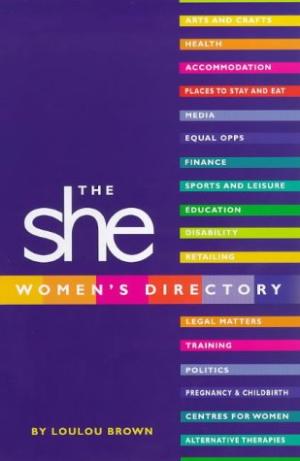 ARTS AND CRAFTS
HEALTH
ACCOMMODATION
PLACES TO STAY AND EAT
MEDIA
EQUAL OPPS
FINANCE
SPORTS AND LEISURE
EDUCATION
DISABILITY
RETAILING
THE
she
WOMEN'S DIRECTORY
LEGAL MATTERS
TRAINING
POLITICS
PREGNANCY & CHILDBIRTH
CENTRES FOR WOMEN
ALTERNATIVE THERAPIES
BY LOULOU BROWN